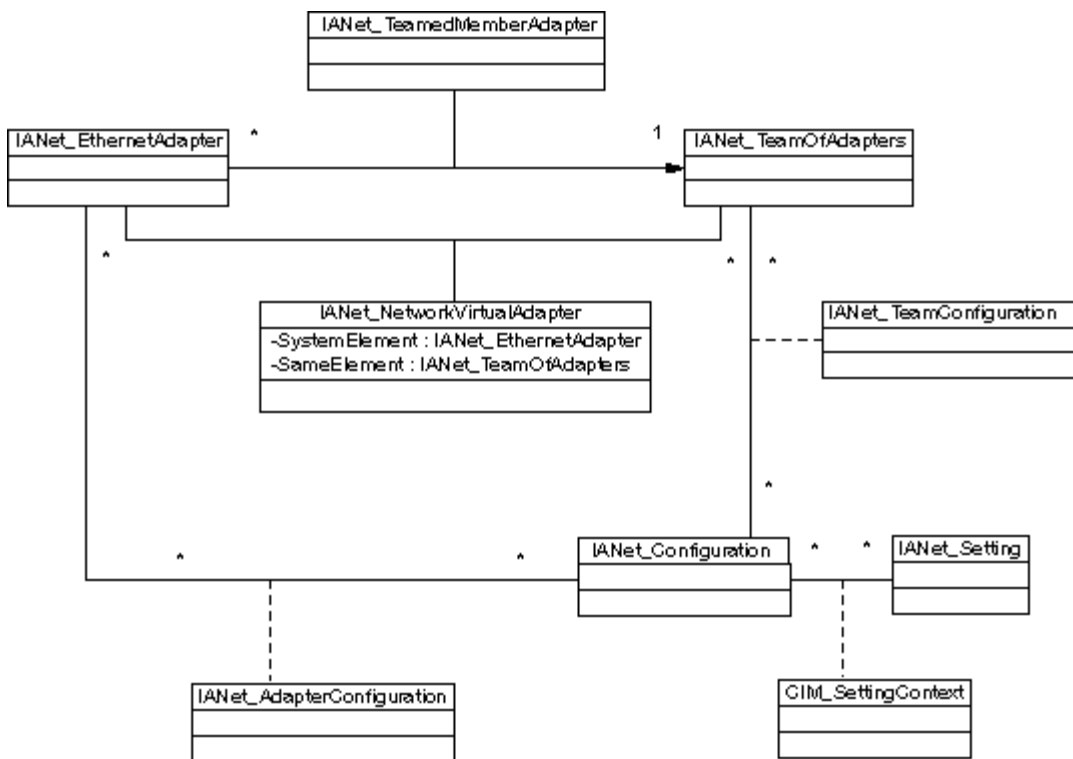 IANet_TeamedMemberAdapter
IANet_EthernetAdapter
*
1
IANet_TeamOfAdapters
*
*
*
IANet_NetworkVirtualAdapter
-SystemElement : IANet_EthernetAdapter
-SameElement : IANet_TeamOfAdapters
IANet_TeamConfiguration
*
*
*
IANet_Configuration
*
*
IANet_Setting
IANet_AdapterConfiguration
CIM_SettingContext